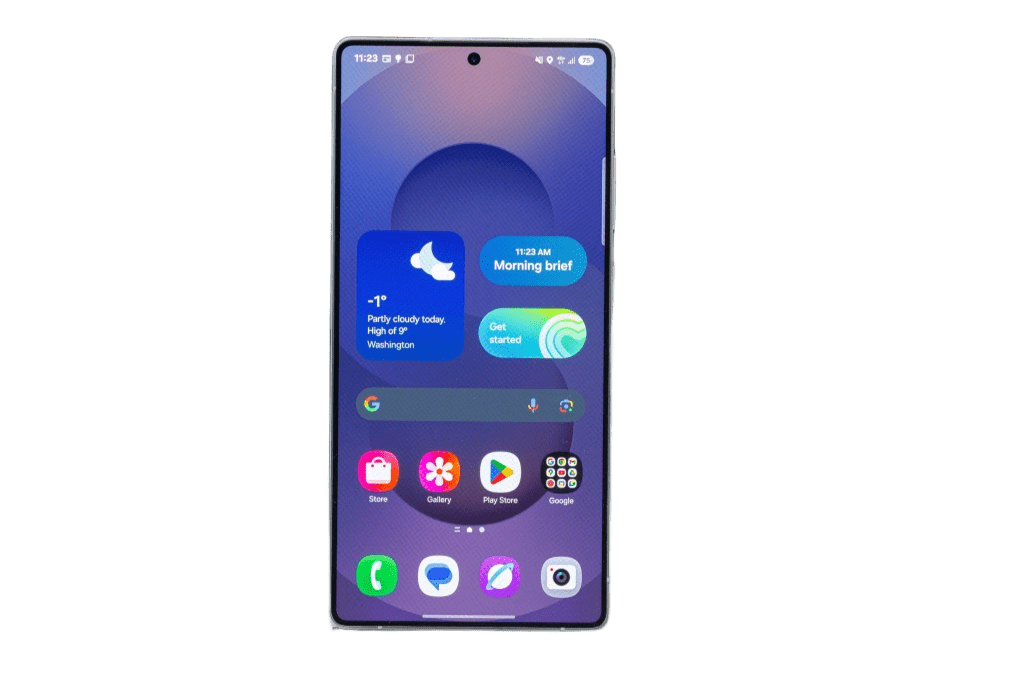 11:23
75
11:23 AM
Morning brief
-1°
Partly cloudy today.
High of 9°
Washington
Get
started
Store
Gallery
Play Store
Google